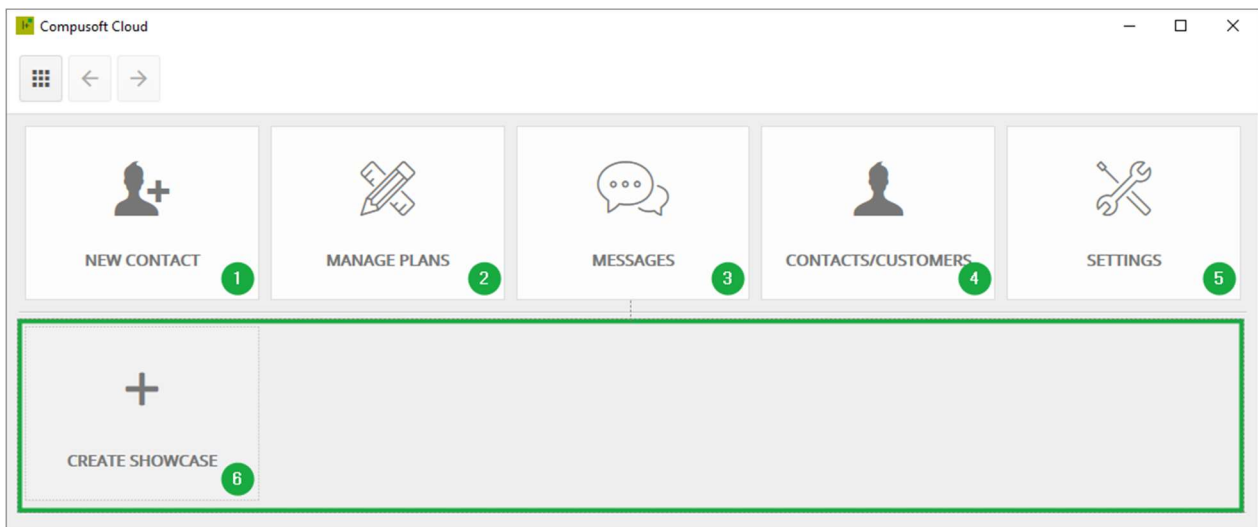 Compusoft Cloud
NEW CONTACT
1
MANAGE PLANS
2
MESSAGES
3
CONTACTS/CUSTOMERS
4
SETTINGS
5
CREATE SHOWCASE
6